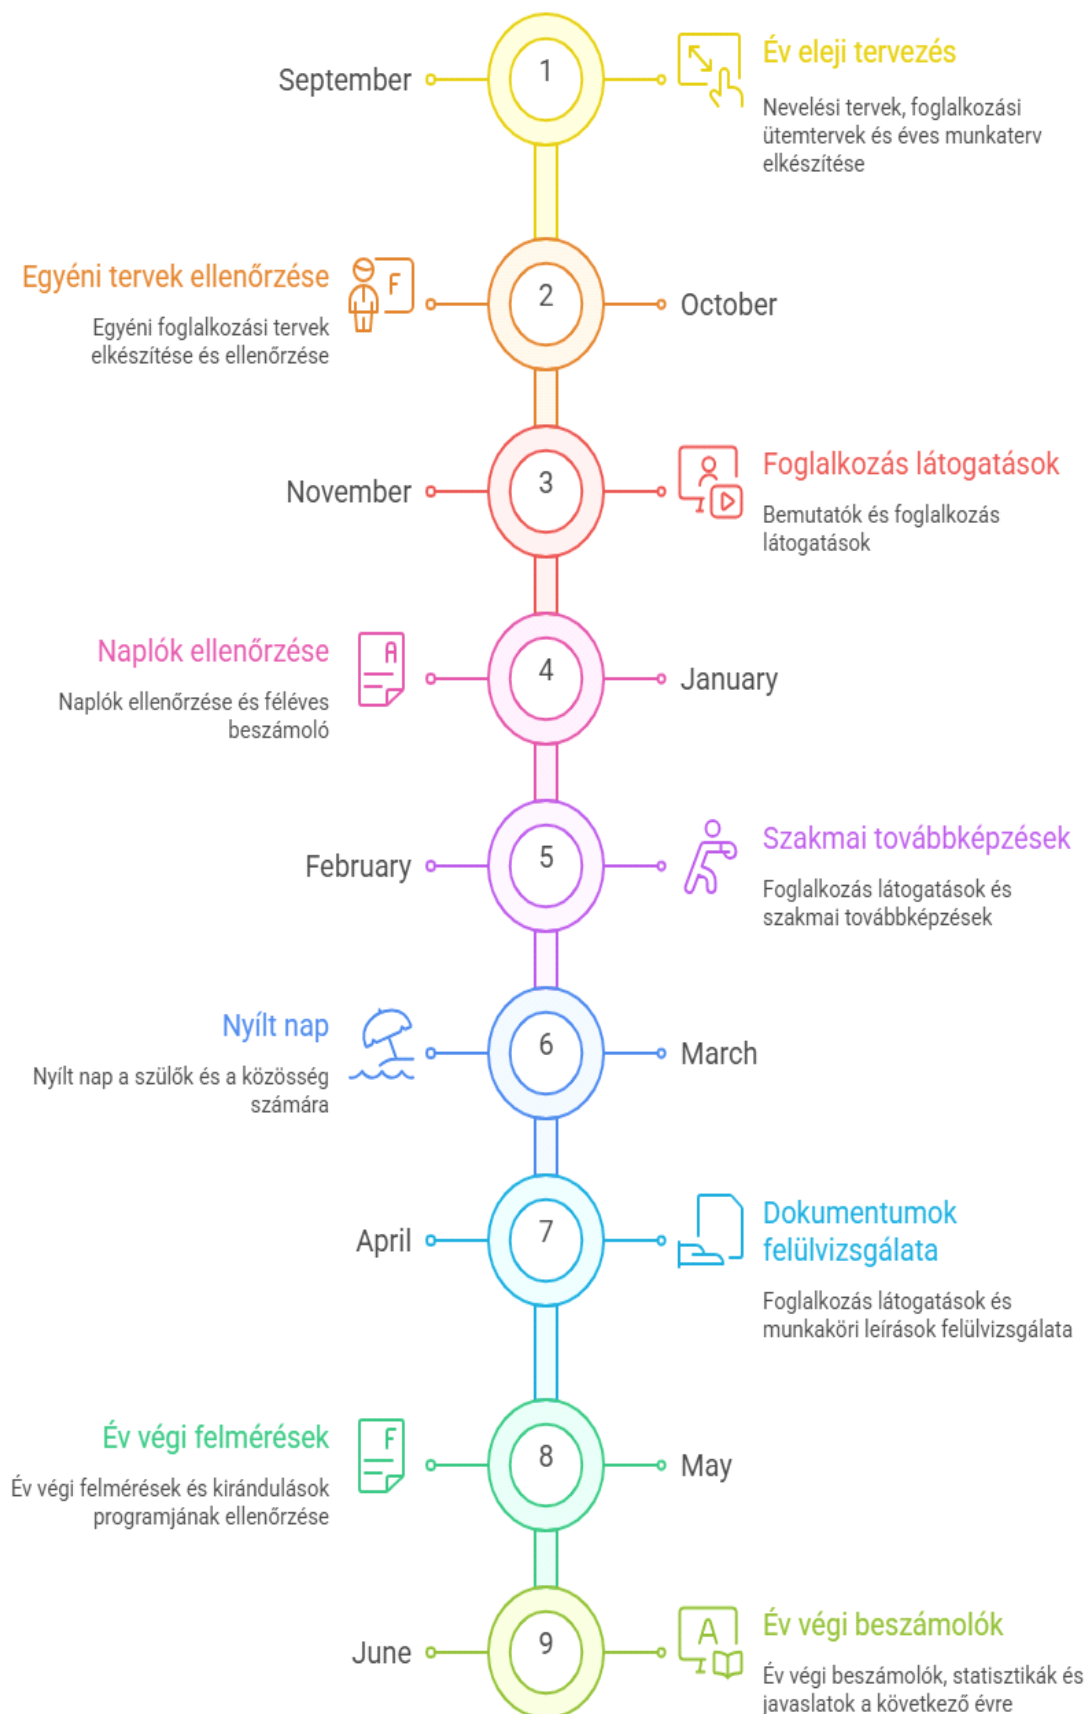 September
1
Év eleji tervezés
Nevelési tervek, foglalkozási
ütemtervek és éves munkaterv
elkészítése
Egyéni tervek ellenőrzése
Egyéni foglalkozási tervek
elkészítése és ellenőrzése
F
2
October
November
3
Foglalkozás látogatások
Bemutatók és foglalkozás
látogatások
Naplók ellenőrzése
Naplók ellenőrzése és féléves
beszámoló
A
4
January
February
5
Szakmai továbbképzések
Foglalkozás látogatások és
szakmai továbbképzések
Nyílt nap
Nyílt nap a szülők és a közösség
számára
6
March
April
7
Dokumentumok
felülvizsgálata
Foglalkozás látogatások és
munkaköri leírások felülvizsgálata
Év végi felmérések
Év végi felmérések és kirándulások
programjának ellenőrzése
F
8
May
June
9
A
Év végi beszámolók
Év végi beszámolók, statisztikák és
javaslatok a következő évre